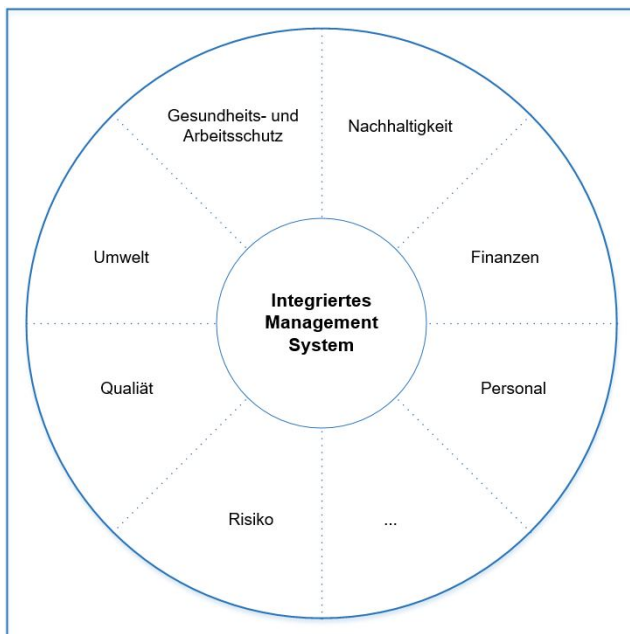 Gesundheits- und
Arbeitsschutz
Nachhaltigkeit
Umwelt
Finanzen
Integriertes
Management
System
Qualiät
Personal
Risiko
...